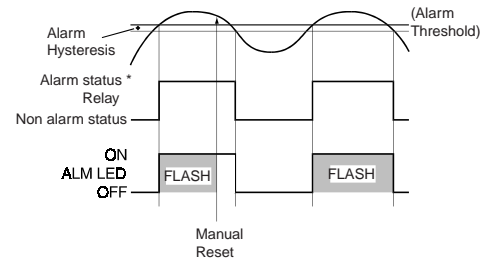 (Alarm
Threshold)
Alarm
Hysteresis
Alarm status *
Relay
Non alarm status
ON
ALM LED
OFF
FLASH
FLASH
Manual
Reset